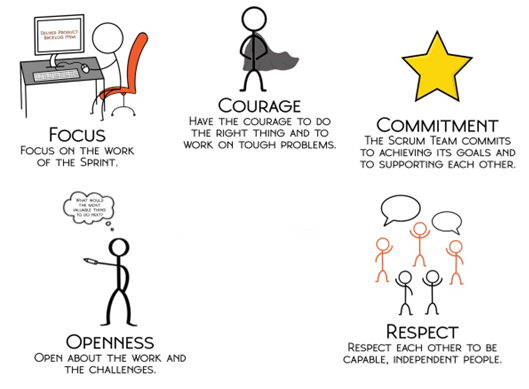 DELIVER PRODUCT
BACKLOG ITEM
FOCUS
FOCUS ON THE WORK
OF THE SPRINT.
COURAGE
HAVE THE COURAGE TO DO
THE RIGHT THING AND TO
WORK ON TOUGH PROBLEMS.
COMMITMENT
THE SCRUM TEAM COMMITS
TO ACHIEVING ITS GOALS AND
TO SUPPORTING EACH OTHER.
WHAT WOULD
THE MOST
VALUABLE THING
TO DO NEXT?
OPENNESS
OPEN ABOUT THE WORK AND
THE CHALLENGES.
RESPECT
RESPECT EACH OTHER TO BE
CAPABLE, INDEPENDENT PEOPLE.